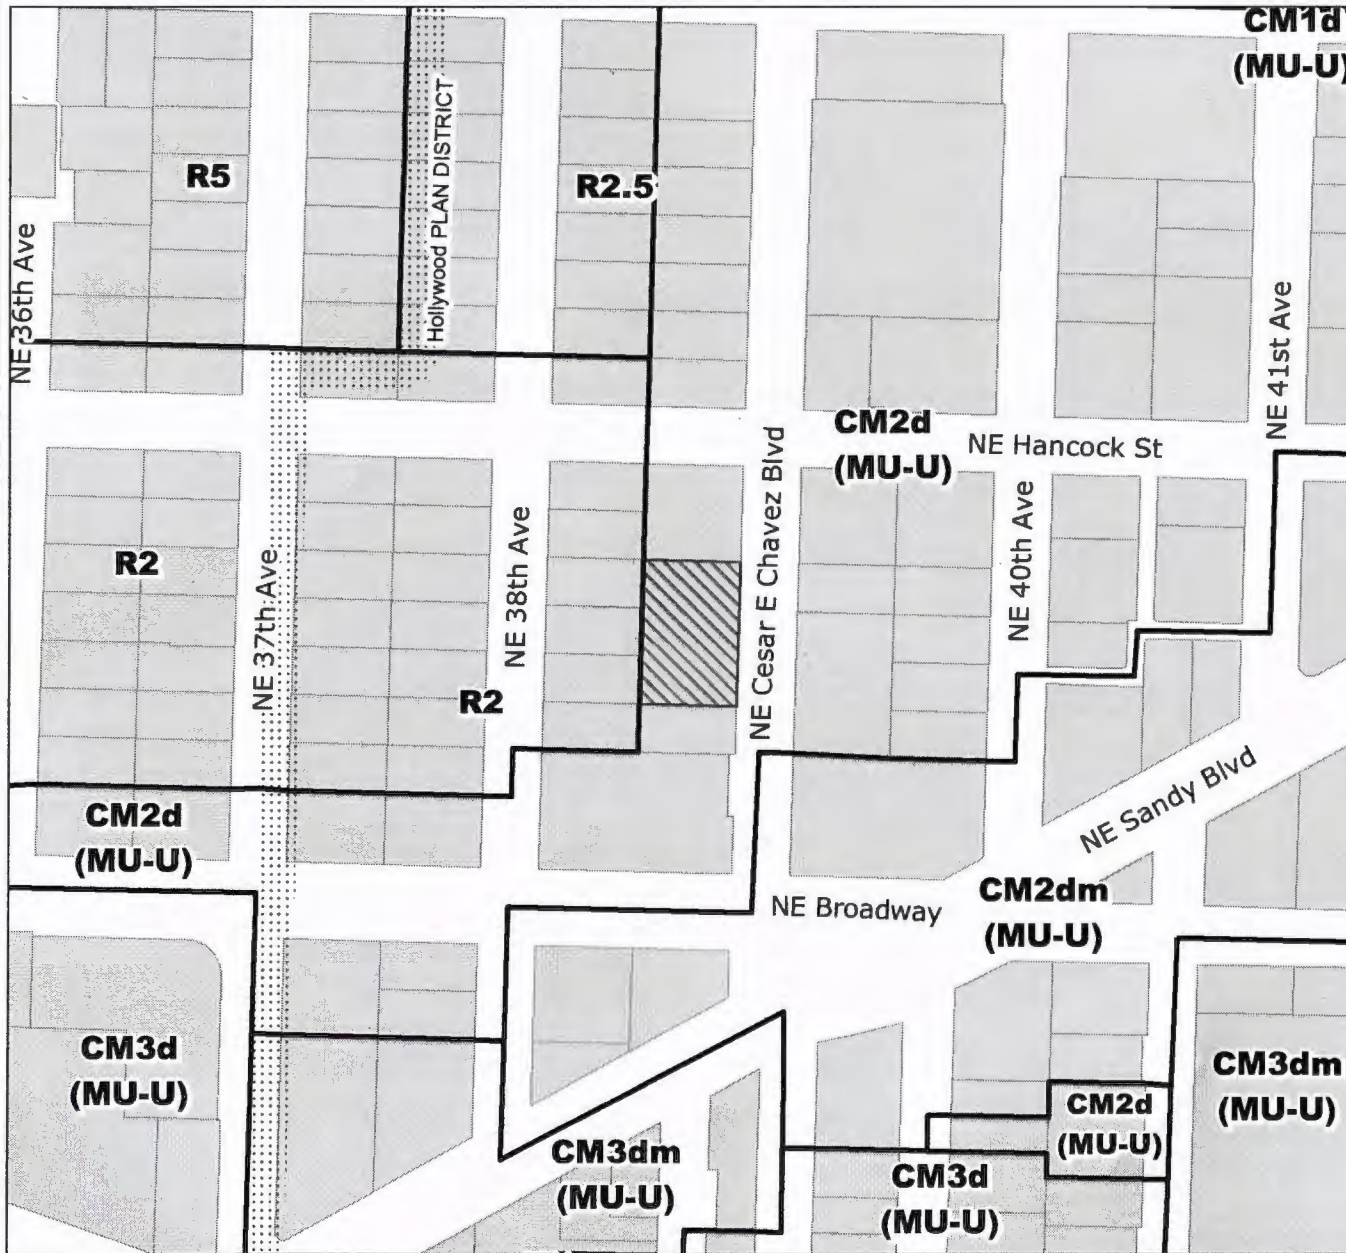 CM1d
(MU-U)
Hollywood PLAN DISTRICT
R5
R2.5
NE 36th Ave
NE 41st Ave
CM2d
(MU-U)
NE Hancock St
NE Cesar E Chavez Blvd
NE 40th Ave
NE 38th Ave
NE 37th Ave
R2
R2
NE Sandy Blvd
CM2d
(MU-U)
CM2dm
(MU-U)
NE Broadway
CM3d
(MU-U)
CM3dm
(MU-U)
CM2d
(MU-U)
CM3dm
(MU-U)
CM3d
(MU-U)